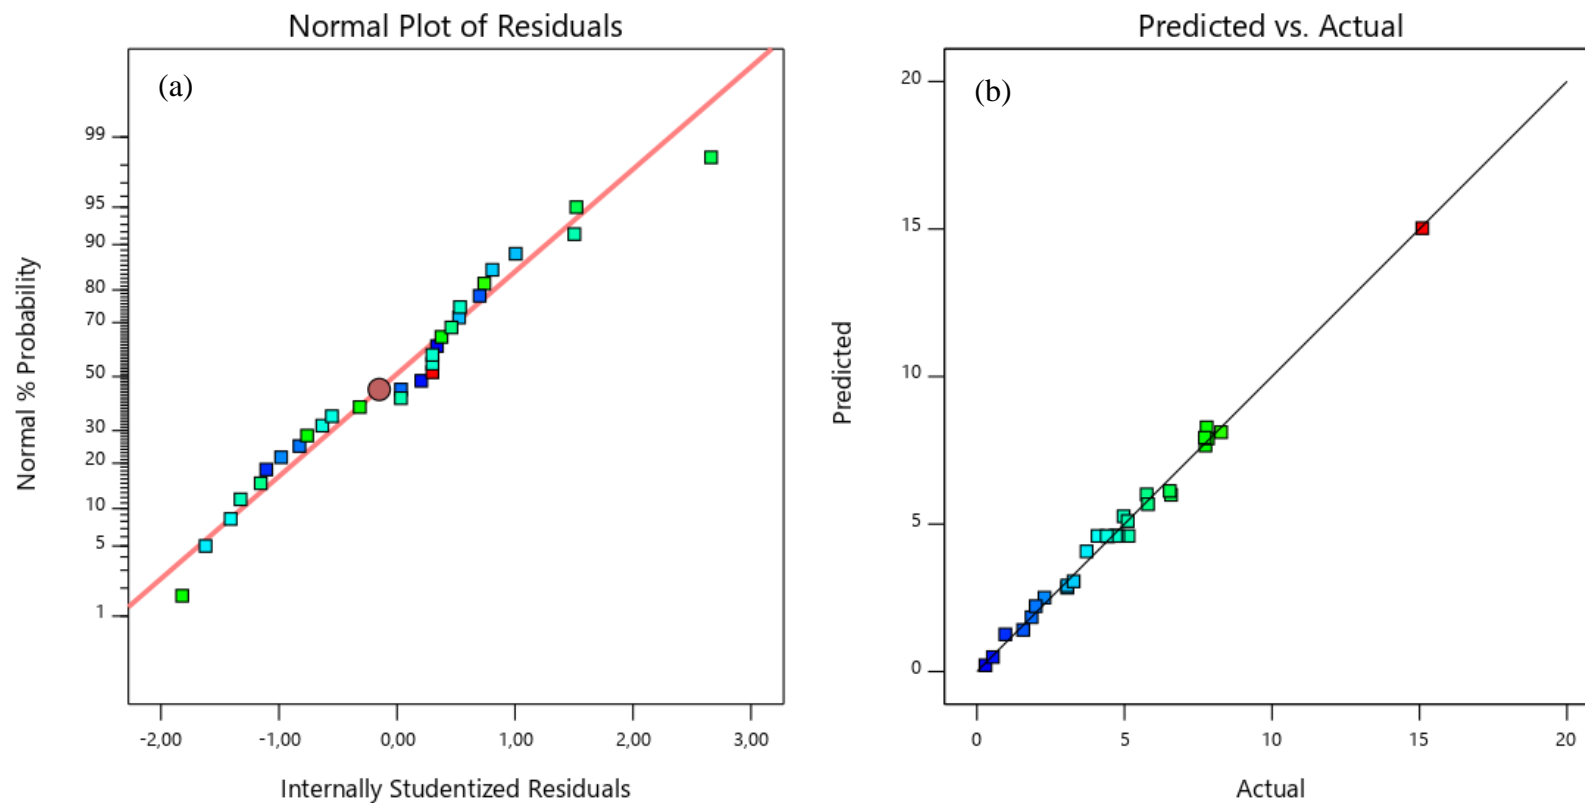 Normal Plot of Residuals
(a)
Normal % Probability
99
95
90
80
70
50
30
20
10
5
1
-2,00 -1,00 0,00 1,00 2,00 3,00
Internally Studentized Residuals
Predicted vs. Actual
(b)
Predicted
20
15
10
5
0
0 5 10 15 20
Actual